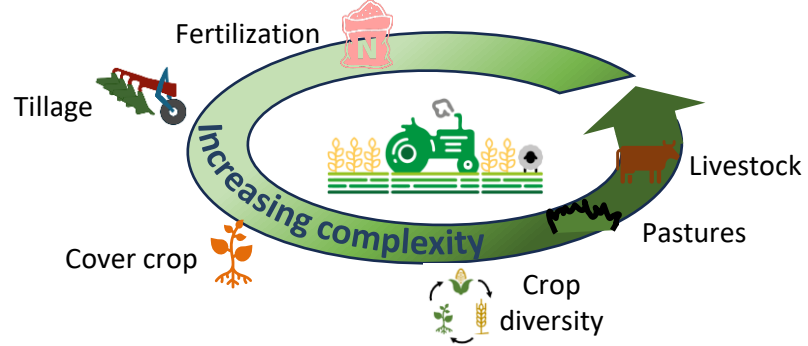 Fertilization
N
Tillage
Increasing complexity
Livestock
Pastures
Cover crop
Crop
diversity